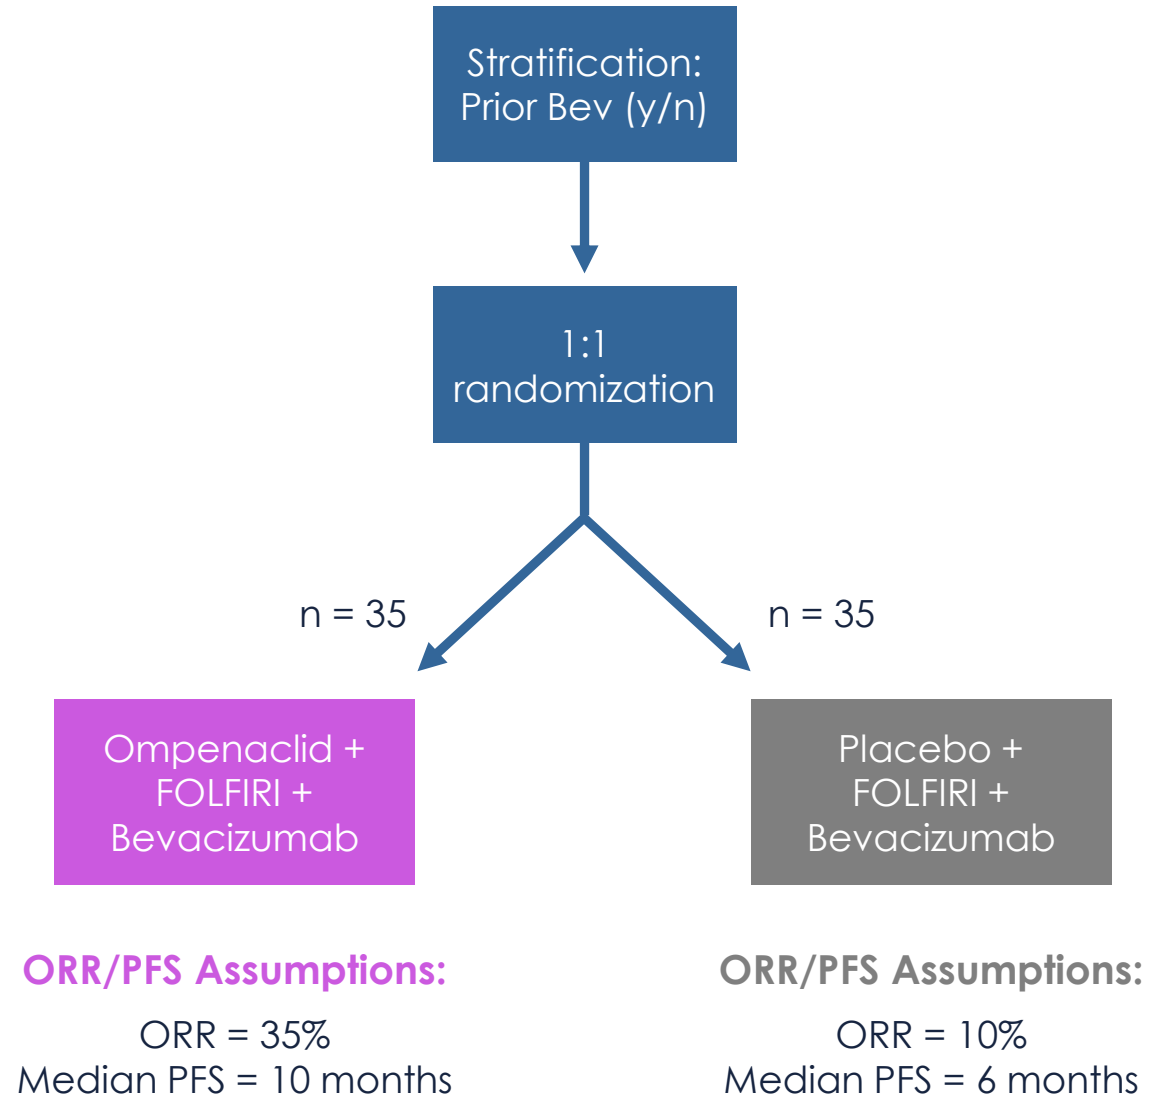 Stratification:
Prior Bev (y/n)
1:1
randomization
n = 35
n = 35
Ompenaclid +
FOLFIRI +
Bevacizumab
Placebo +
FOLFIRI +
Bevacizumab
ORR/PFS Assumptions:
ORR = 35%
Median PFS = 10 months
ORR/PFS Assumptions:
ORR = 10%
Median PFS = 6 months